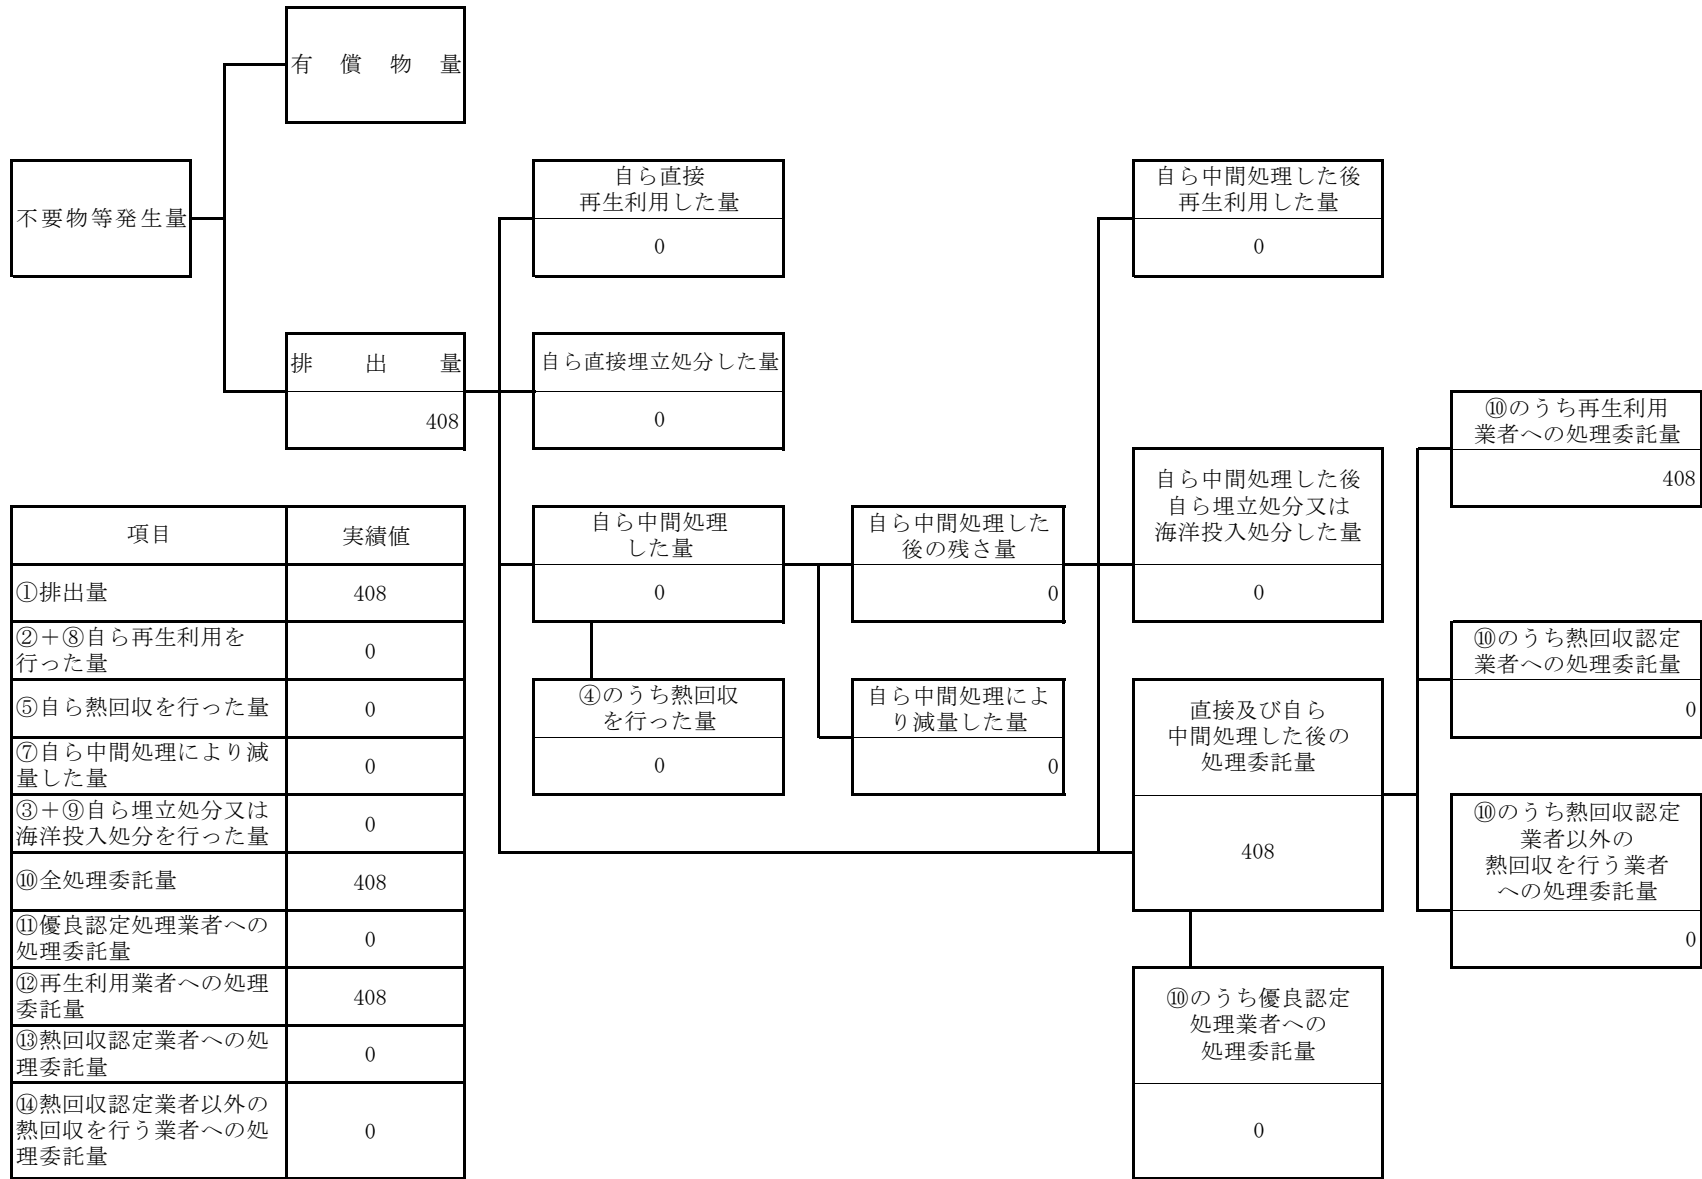 有償物量
不要物等発生量
排出量
408
自ら直接
再生利用した量
0
自ら直接埋立処分した量
0
自ら中間処理
した量
0
④のうち熱回収
を行った量
0
自ら中間処理した
後の残さ量
0
自ら中間処理によ
り減量した量
0
自ら中間処理した後
再生利用した量
0
自ら中間処理した後
自ら埋立処分又は
海洋投入処分した量
0
直接及び自ら
中間処理した後の
処理委託量
408
⑩のうち優良認定
処理業者への
処理委託量
0
⑩のうち再生利用
業者への処理委託量
408
⑩のうち熱回収認定
業者への処理委託量
0
⑩のうち熱回収認定
業者以外の
熱回収を行う業者
への処理委託量
0
項目 実績値
①排出量 408
②+⑧自ら再生利用を
行った量 0
⑤自ら熱回収を行った量 0
⑦自ら中間処理により減
量した量 0
③+⑨自ら埋立処分又は
海洋投入処分を行った量 0
⑩全処理委託量 408
⑪優良認定処理業者への
処理委託量 0
⑫再生利用業者への処理
委託量 408
⑬熱回収認定業者への処
理委託量 0
⑭熱回収認定業者以外の
熱回収を行う業者への処
理委託量 0